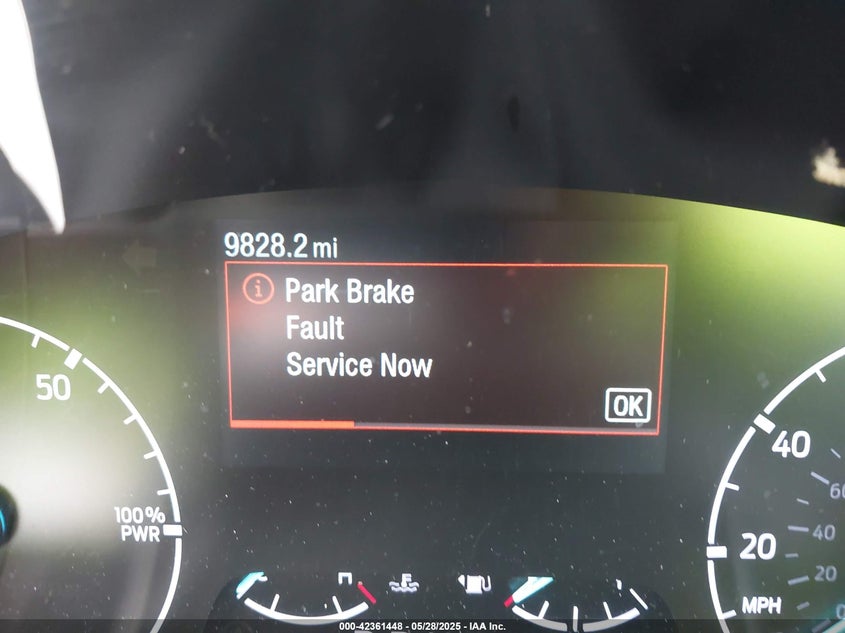 9828.2 mi
i Park Brake
Fault
Service Now
OK
50
100%
PWR
40
60
40
20
20
MPH
0
000-42361448 - 05/28/2025 - IAA Inc.